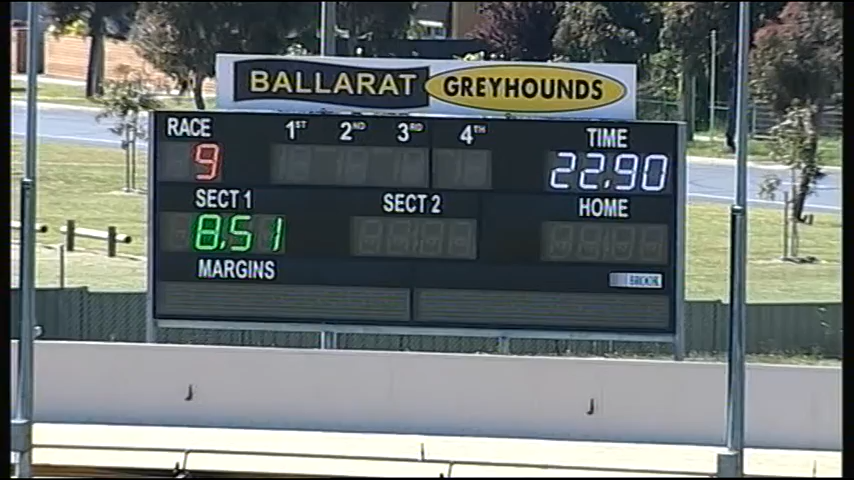 BALLARAT GREYHOUNDS
RACE 1ST 2ND 3RD 4TH TIME
9 22.90
SECT 1 SECT 2 HOME
8.51
MARGINS